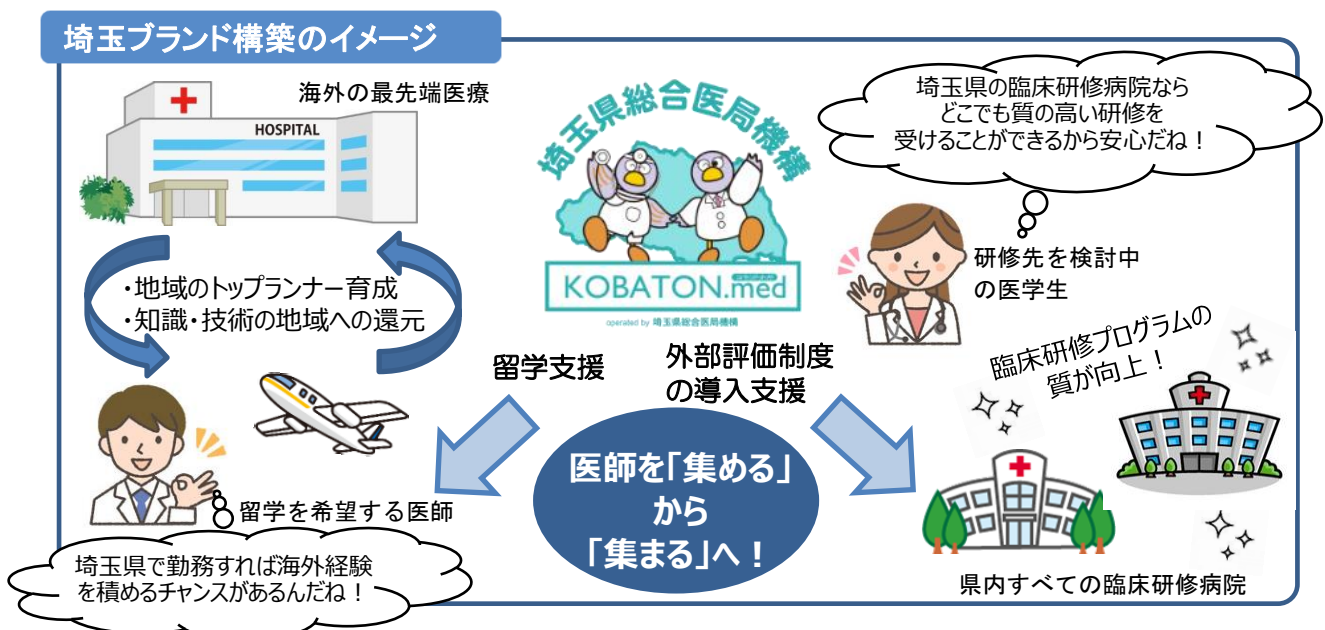 埼玉ブランド構築のイメージ
海外の最先端医療
HOSPITAL
・地域のトップランナー育成
・知識・技術の地域への還元
留学を希望する医師
埼玉県で勤務すれば海外経験
を積めるチャンスがあるんだね！
埼玉県総合医局機構
KOBATON.med
operated by 埼玉県総合医局機構
留学支援
外部評価制度
の導入支援
医師を「集める」
から
「集まる」へ！
埼玉県の臨床研修病院なら
どこでも質の高い研修を
受けることができるから安心だね！
研修先を検討中
の医学生
臨床研修プログラムの
質が向上！
県内すべての臨床研修病院